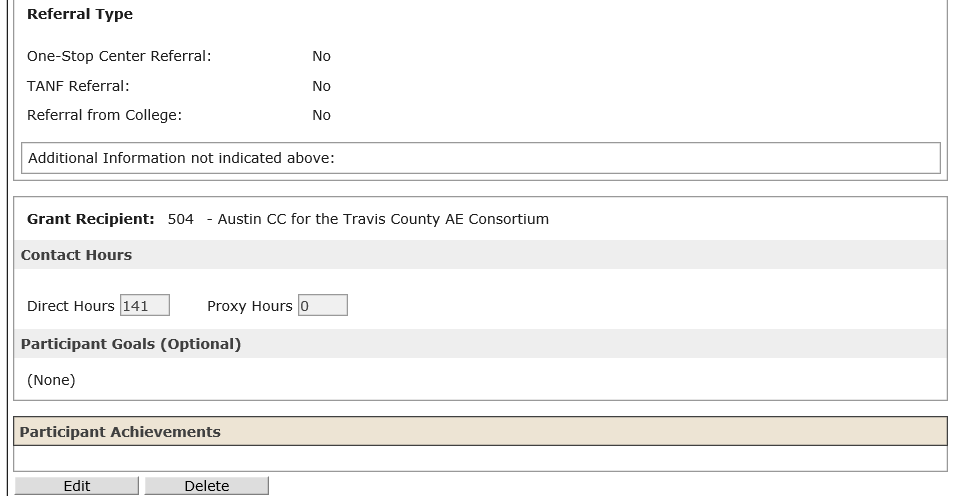 Referral Type
One-Stop Center Referral: No
TANF Referral: No
Referral from College: No
Additional Information not indicated above:
Grant Recipient: 504 - Austin CC for the Travis County AE Consortium
Contact Hours
Direct Hours 141 Proxy Hours 0
Participant Goals (Optional)
(None)
Participant Achievements
Edit Delete